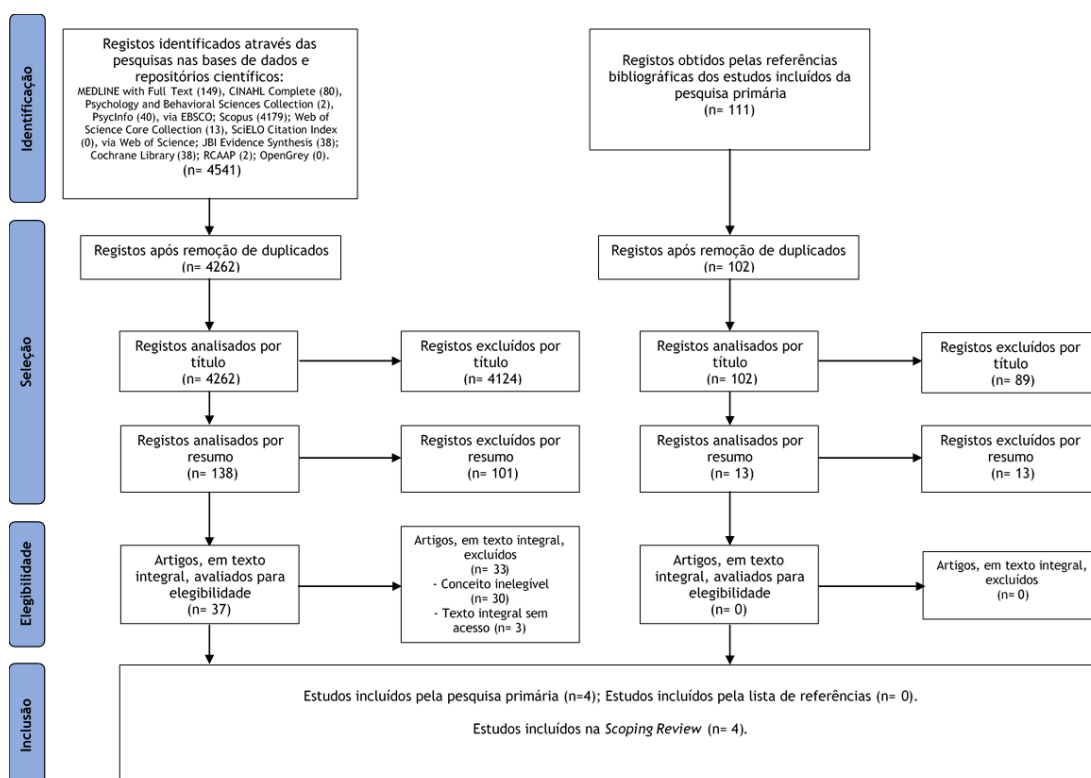 Identificação
Registos identificados através das
pesquisas nas bases de dados e
repositórios científicos:
MEDLINE with Full Text (149), CINAHL Complete (80),
Psychology and Behavioral Sciences Collection (2),
PsycInfo (40), via EBSCO; Scopus (4179); Web of
Science Core Collection (13), SciELO Citation Index
(0), via Web of Science; JBI Evidence Synthesis (38);
Cochrane Library (38); RCAAP (2); OpenGrey (0).
(n= 4541)
Registos obtidos pelas referências
bibliográficas dos estudos incluídos da
pesquisa primária
(n= 111)
Seleção
Registos após remoção de duplicados
(n= 4262)
Registos após remoção de duplicados
(n= 102)
Registos analisados por
título
(n= 4262)
Registos excluídos por
título
(n= 4124)
Registos analisados por
título
(n= 102)
Registos excluídos por
título
(n= 89)
Registos analisados por
resumo
(n= 138)
Registos excluídos por
resumo
(n= 101)
Registos analisados por
resumo
(n= 13)
Registos excluídos por
resumo
(n= 13)
Elegibilidade
Artigos, em texto
integral, avaliados para
elegibilidade
(n= 37)
Artigos, em texto integral,
excluídos
(n= 33)
- Conceito inelegível
(n= 30)
- Texto integral sem
acesso (n= 3)
Artigos, em texto
integral, avaliados para
elegibilidade
(n= 0)
Artigos, em texto integral,
excluídos
(n= 0)
Inclusão
Estudos incluídos pela pesquisa primária (n=4); Estudos incluídos pela lista de referências (n= 0).
Estudos incluídos na Scoping Review (n= 4).